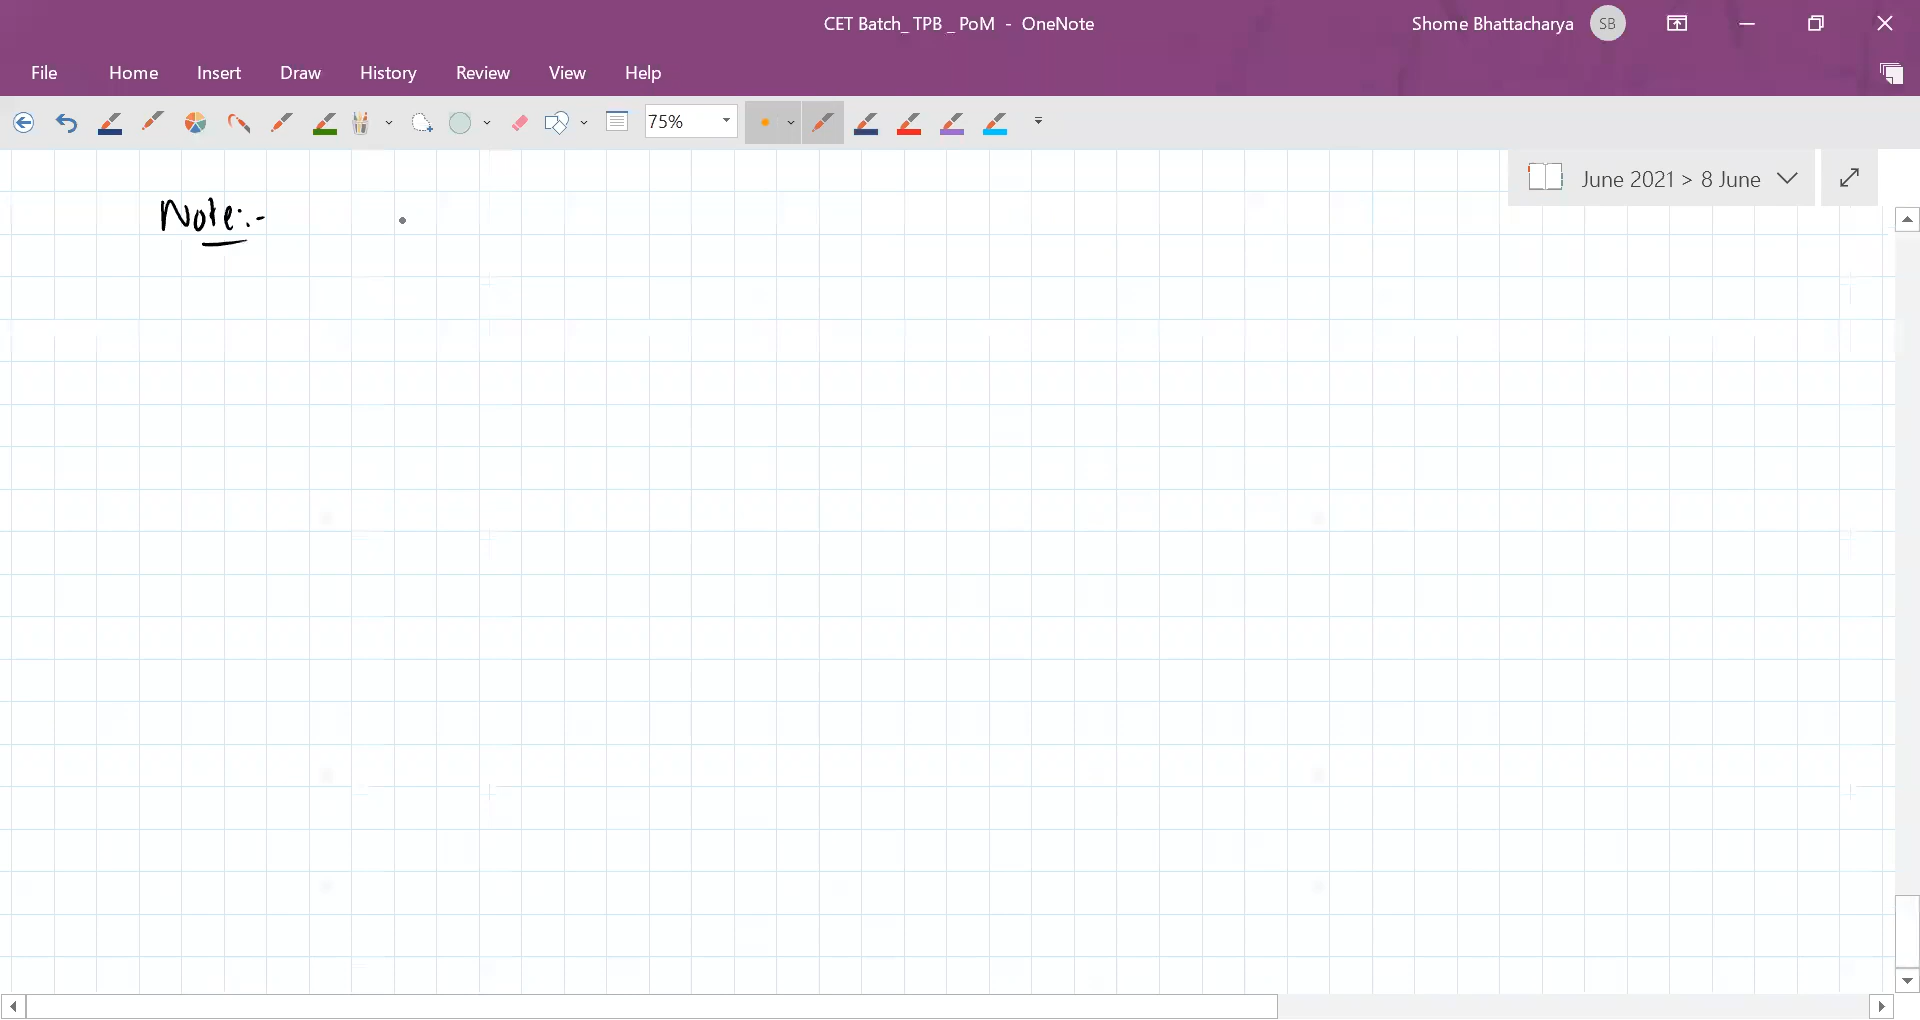 CET Batch_ TPB _ PoM - OneNote
Shome Bhattacharya SB
File Home Insert Draw History Review View Help
75%
June 2021 > 8 June
Note:-